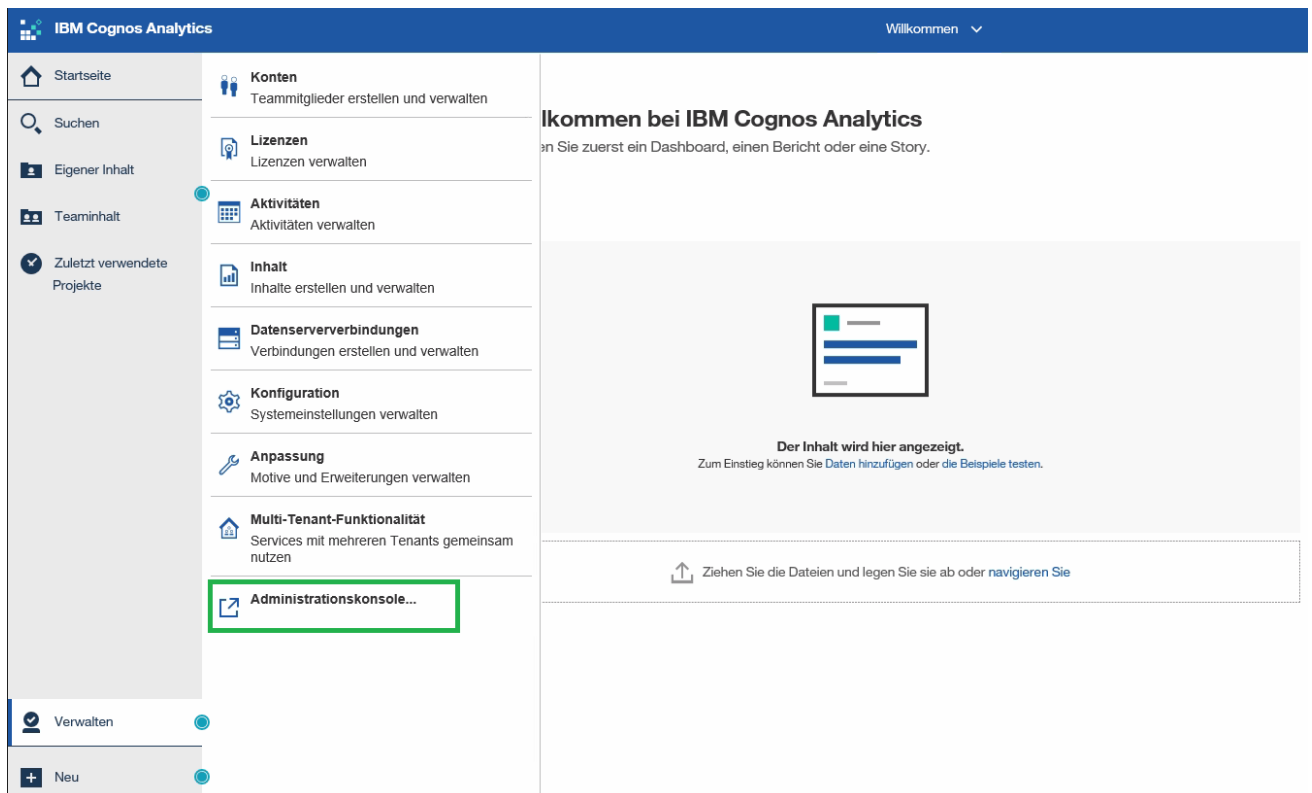 IBM Cognos Analytics
Willkommen
Startseite
Suchen
Eigener Inhalt
Teaminhalt
Zuletzt verwendete
Projekte
Verwalten
Neu
Konten
Teammitglieder erstellen und verwalten
Lizenzen
Lizenzen verwalten
Aktivitäten
Aktivitäten verwalten
Inhalt
Inhalte erstellen und verwalten
Datenserververbindungen
Verbindungen erstellen und verwalten
Konfiguration
Systemeinstellungen verwalten
Anpassung
Motive und Erweiterungen verwalten
Multi-Tenant-Funktionalität
Services mit mehreren Tenants gemeinsam
nutzen
Administrationskonsole...
lkommen bei IBM Cognos Analytics
en Sie zuerst ein Dashboard, einen Bericht oder eine Story.
Der Inhalt wird hier angezeigt.
Zum Einstieg können Sie Daten hinzufügen oder die Beispiele testen.
Ziehen Sie die Dateien und legen Sie sie ab oder navigieren Sie